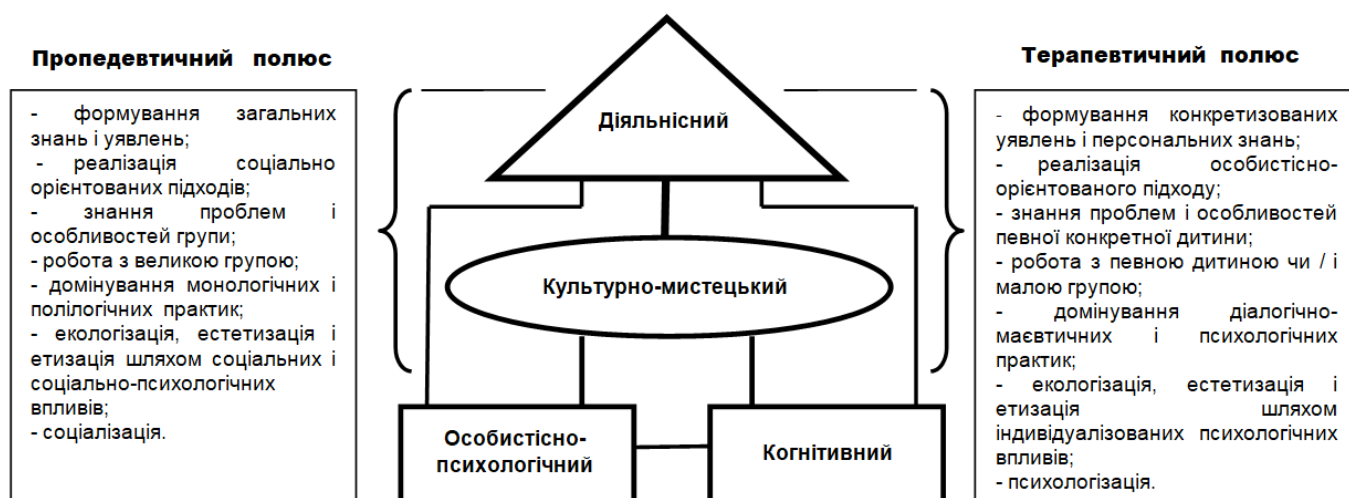 Пропедевтичний полюс
- формування загальних
знань і уявлень;
- реалізація соціально
орієнтованих підходів;
- знання проблем і
особливостей групи;
- робота з великою групою;
- домінування монологічних і
полілогічних практик;
- екологізація, естетизація і
етизація шляхом соціальних і
соціально-психологічних
впливів;
- соціалізація.
Діяльнісний
Культурно-мистецький
Особистісно-
психологічний
Когнітивний
Терапевтичний полюс
- формування конкретизованих
уявлень і персональних знань;
- реалізація особистісно-
орієнтованого підходу;
- знання проблем і особливостей
певної конкретної дитини;
- робота з певною дитиною чи / і
малою групою;
- домінування діалогічно-
маєвтичних і психологічних
практик;
- екологізація, естетизація і
етизація шляхом
індивідуалізованих психологічних
впливів;
- психологізація.